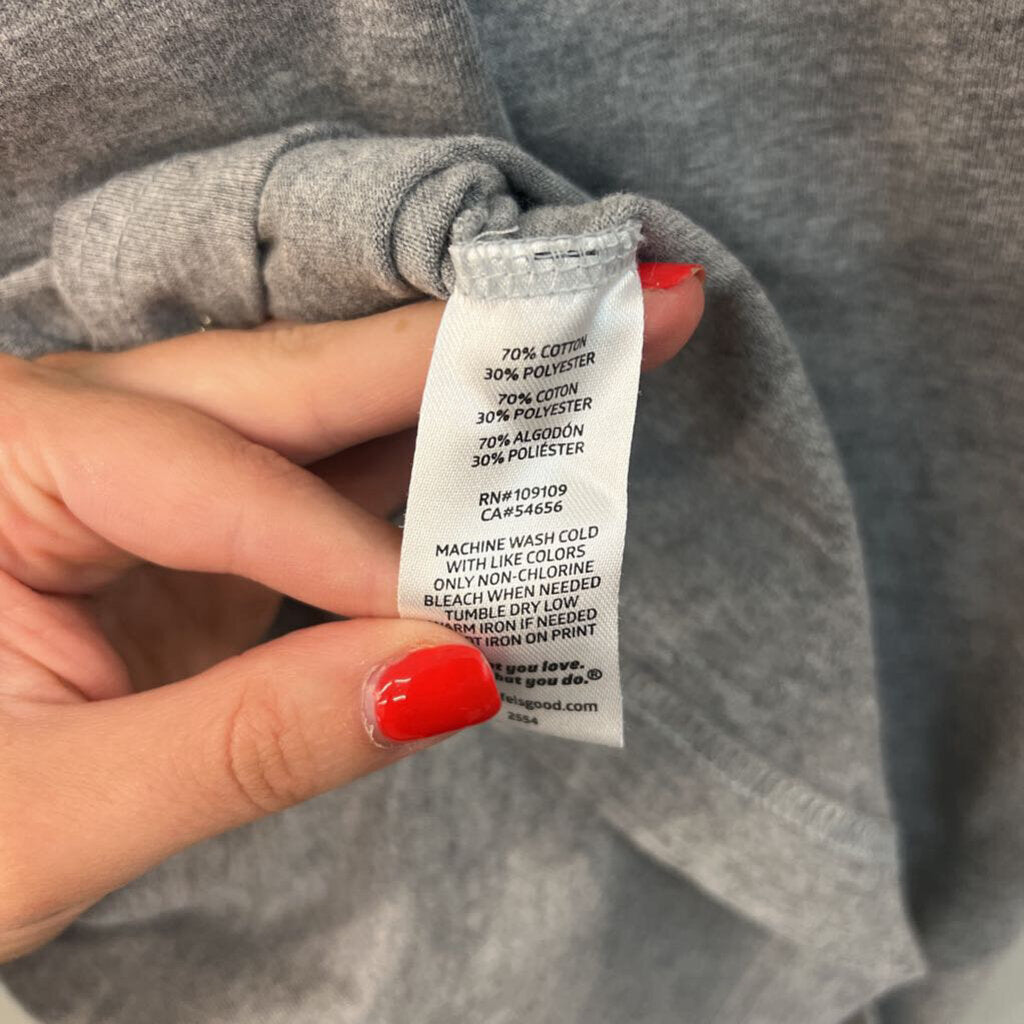 70% COTTON
30% POLYESTER
70% COTON
30% POLYESTER
70% ALGODÓN
30% POLIÉSTER
RN#109109
CA#54656
MACHINE WASH COLD
WITH LIKE COLORS
ONLY NON-CHLORINE
BLEACH WHEN NEEDED
TUMBLE DRY LOW
IRON IF NEEDED
IRON ON PRINT
you love.
you do.®
eisgood.com
2554